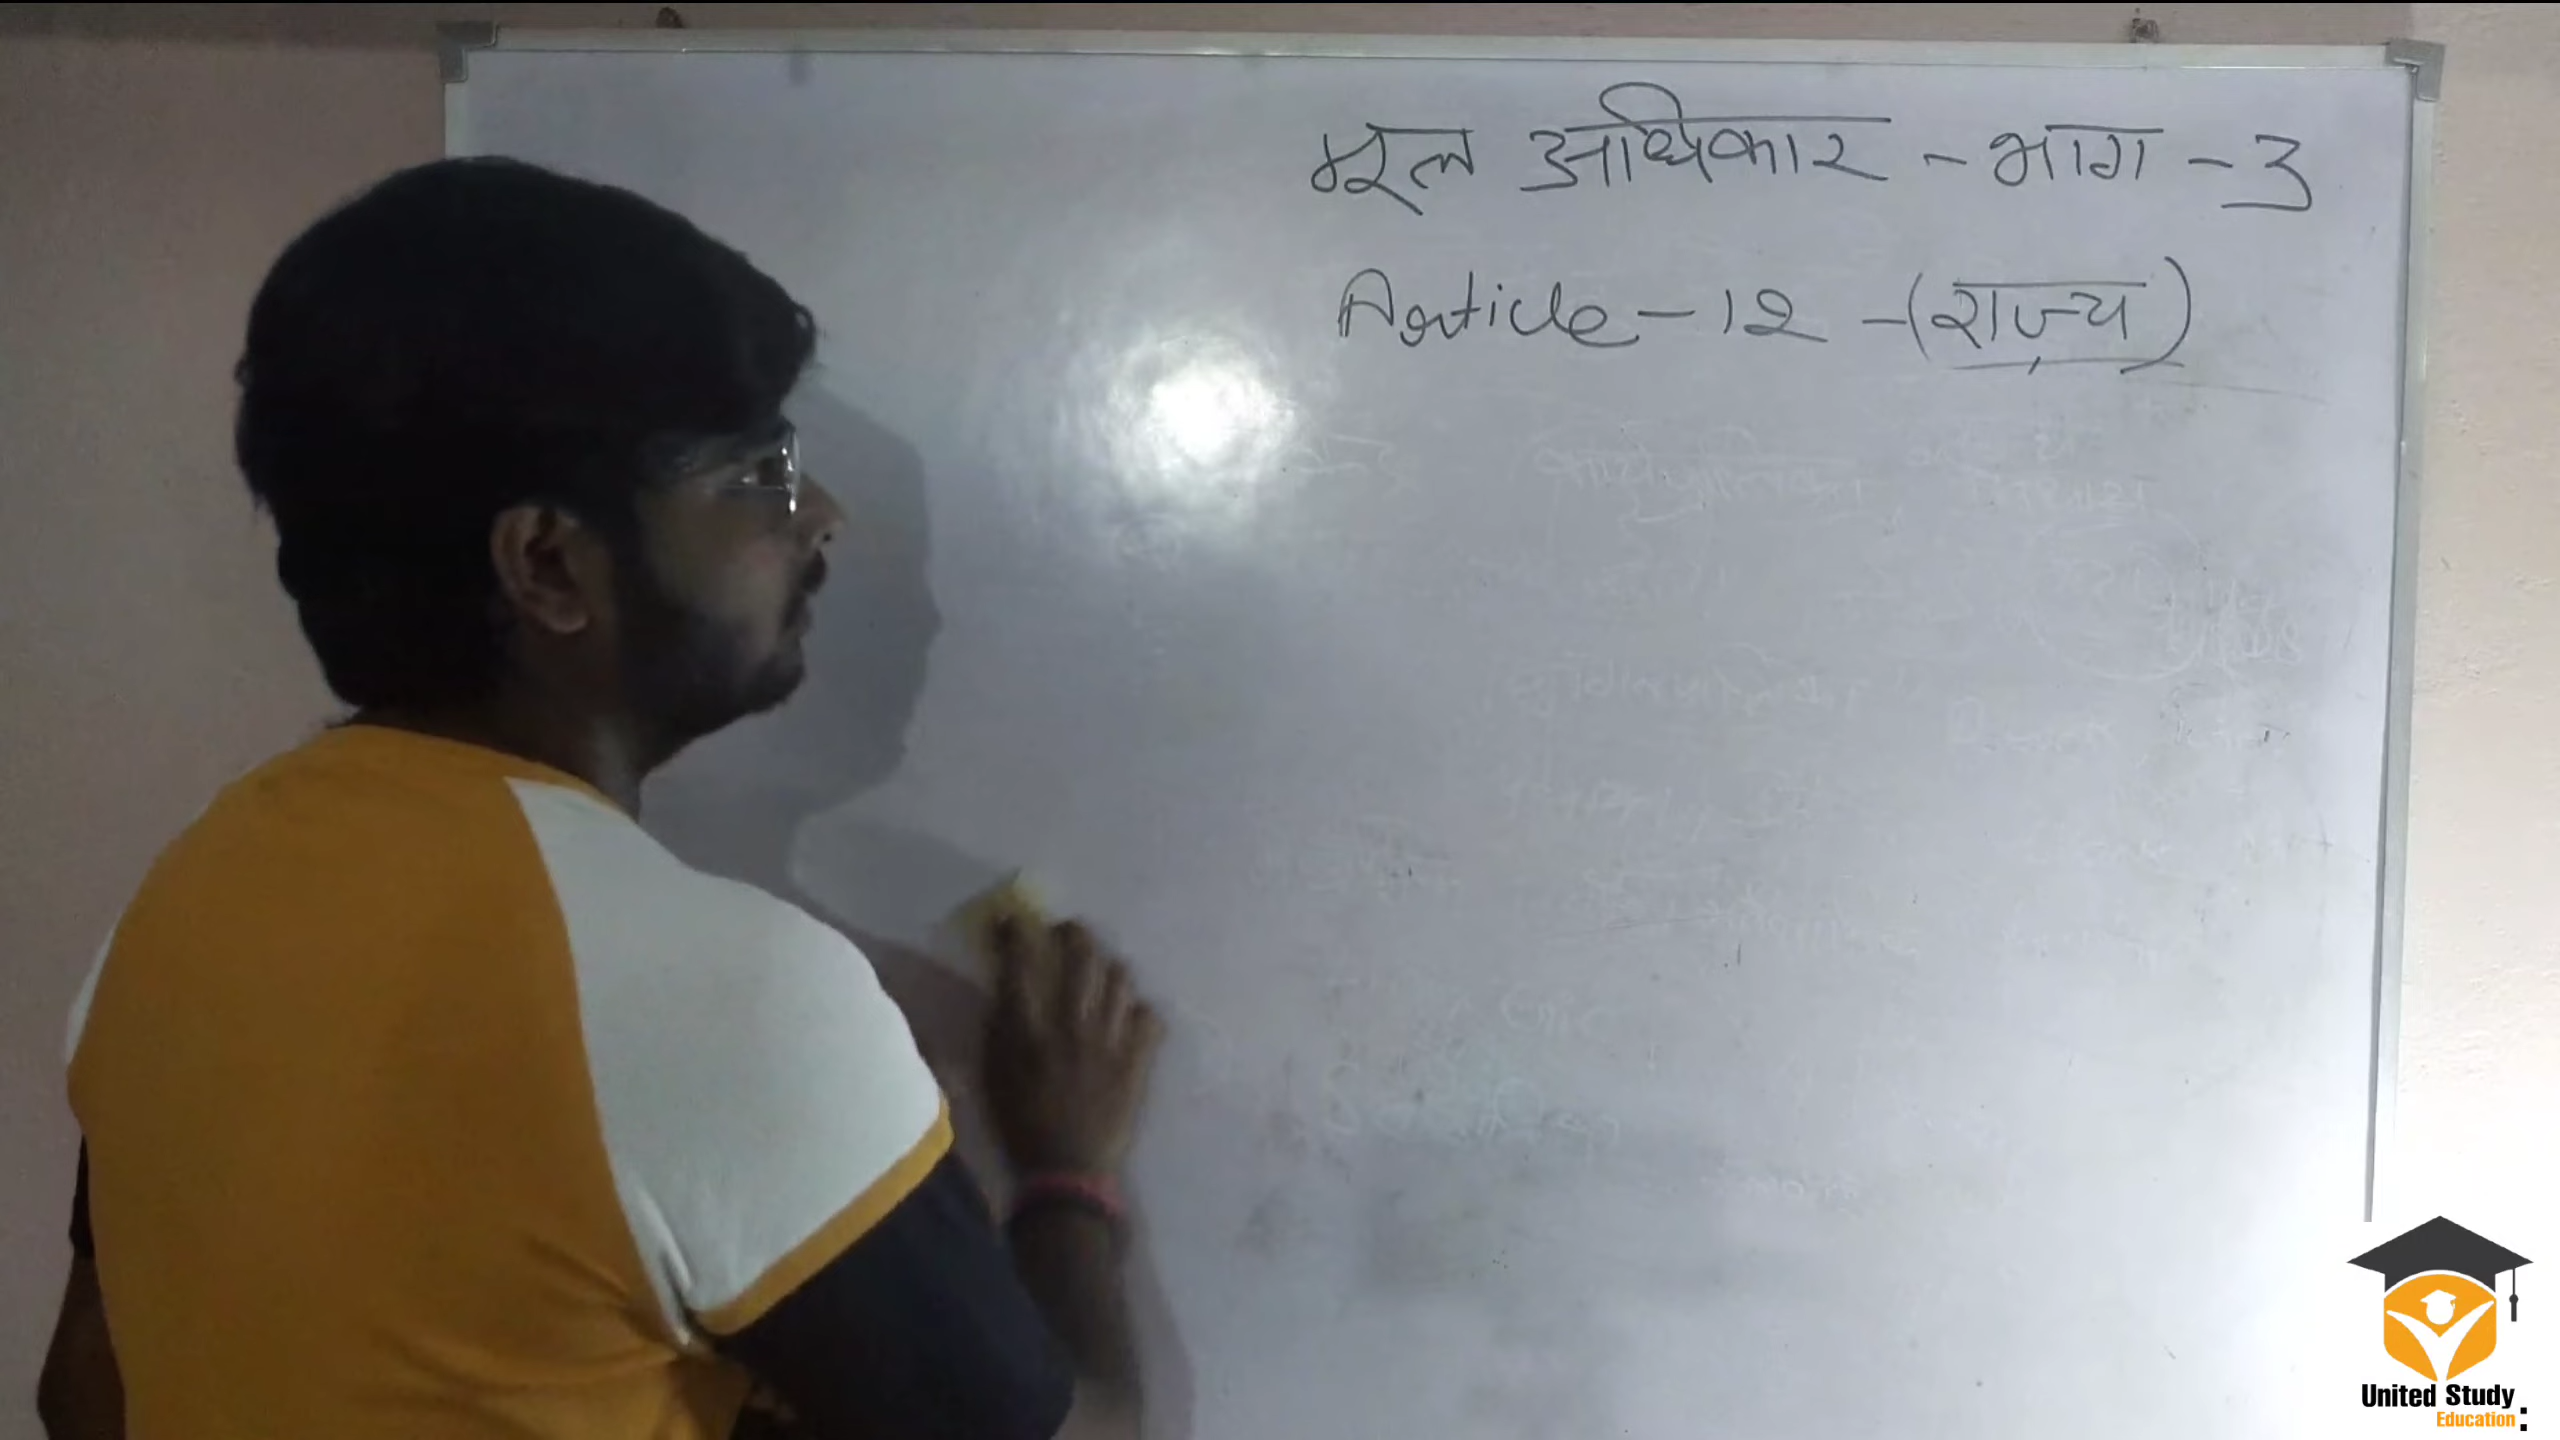 मूल अधिकार - भाग - 3
Article - 12 - (राज्य)
United Study
Education